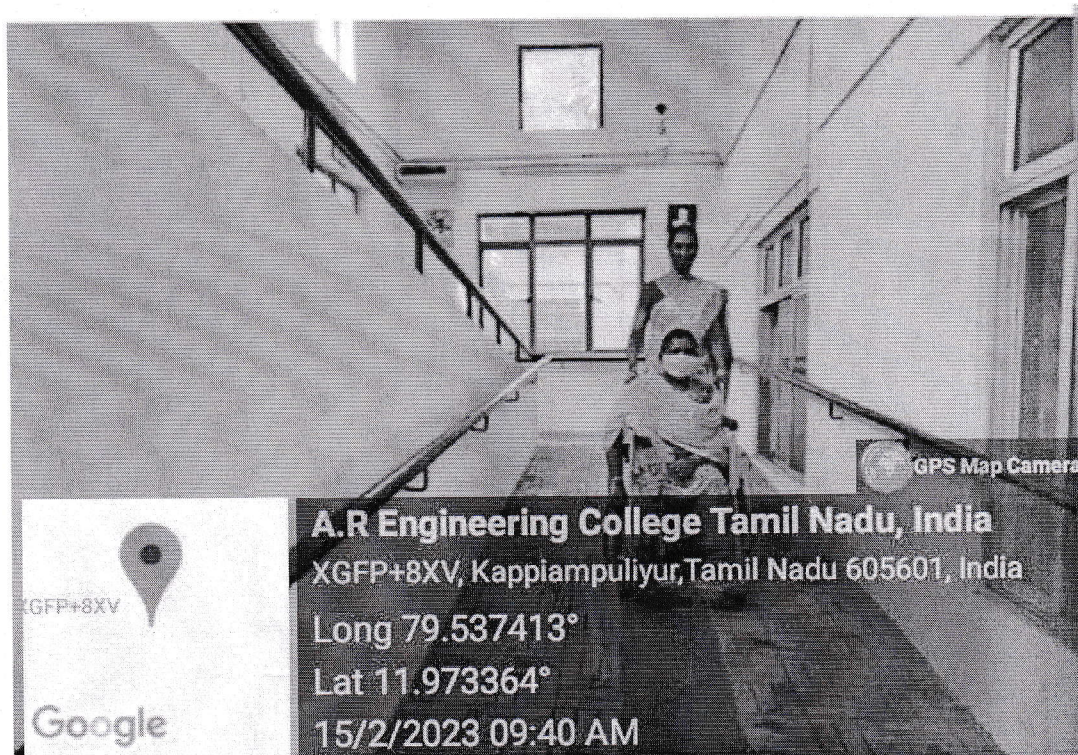 GPS Map Camera
A.R Engineering College Tamil Nadu, India
XGFP+8XV, Kappiampuliyur,Tamil Nadu 605601, India
XGFP+8XV
Long 79.537413°
Lat 11.973364°
15/2/2023 09:40 AM
Google